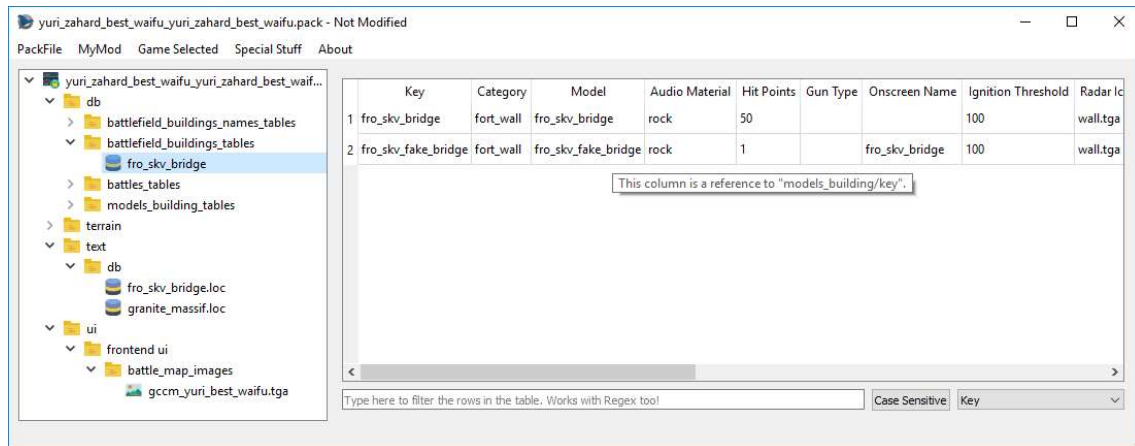 yuri_zahard_best_waifu_yuri_zahard_best_waifu.pack - Not Modified
PackFile MyMod Game Selected Special Stuff About
yuri_zahard_best_waifu_yuri_zahard_best_waif...
db
battlefield_buildings_names_tables
battlefield_buildings_tables
fro_skv_bridge
battles_tables
models_building_tables
terrain
text
db
fro_skv_bridge.loc
granite_massif.loc
ui
frontend ui
battle_map_images
gccm_yuri_best_waifu.tga
Key Category Model Audio Material Hit Points Gun Type Onscreen Name Ignition Threshold Radar Ic
1 fro_skv_bridge fort_wall fro_skv_bridge rock 50 100 wall.tga
2 fro_skv_fake_bridge fort_wall fro_skv_fake_bridge rock 1 fro_skv_bridge 100 wall.tga
This column is a reference to "models_building/key".
Type here to filter the rows in the table. Works with Regex too!
Case Sensitive Key